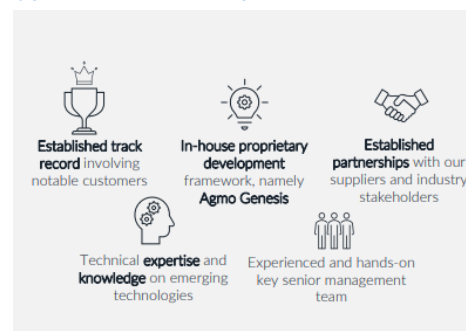 Established track
record involving
notable customers
In-house proprietary
development
framework, namely
Agmo Genesis
Established
partnerships with our
suppliers and industry
stakeholders
Technical expertise and
knowledge on emerging
technologies
Experienced and hands-on
key senior management
team